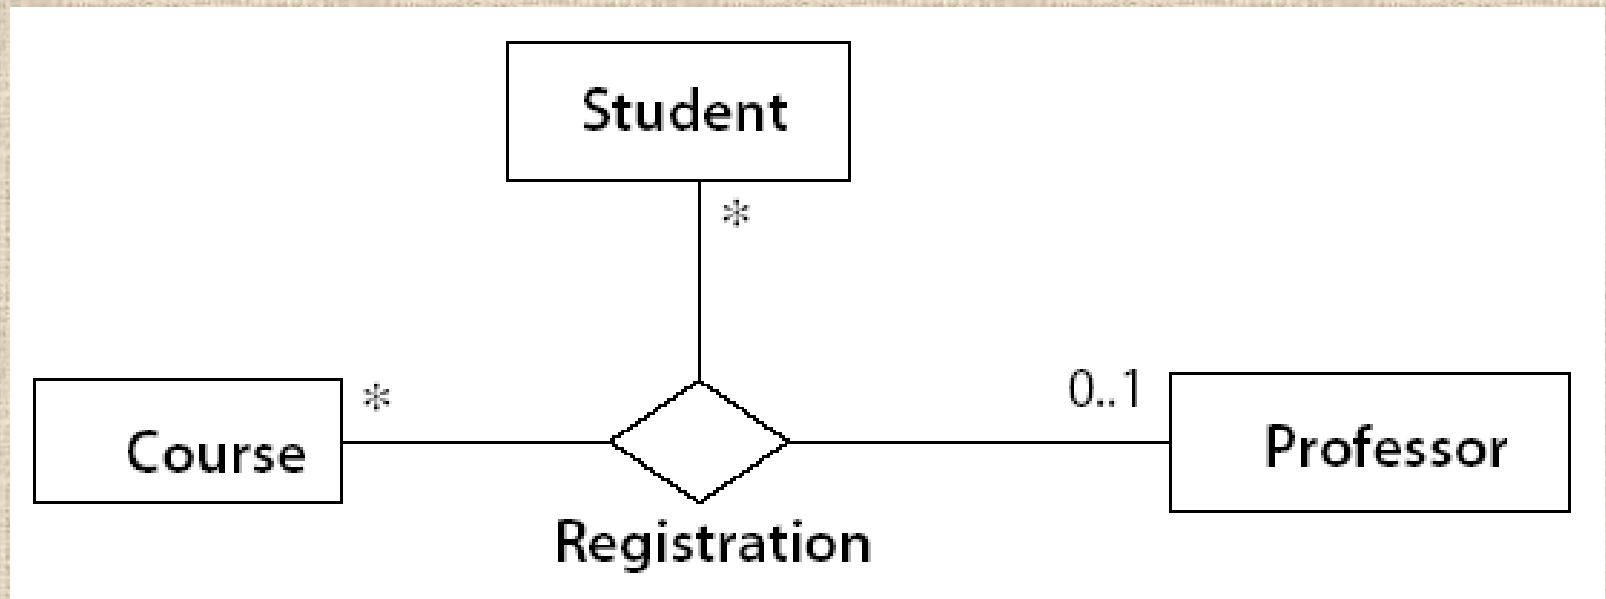 Student
*
*
0..1
Course
Professor
Registration